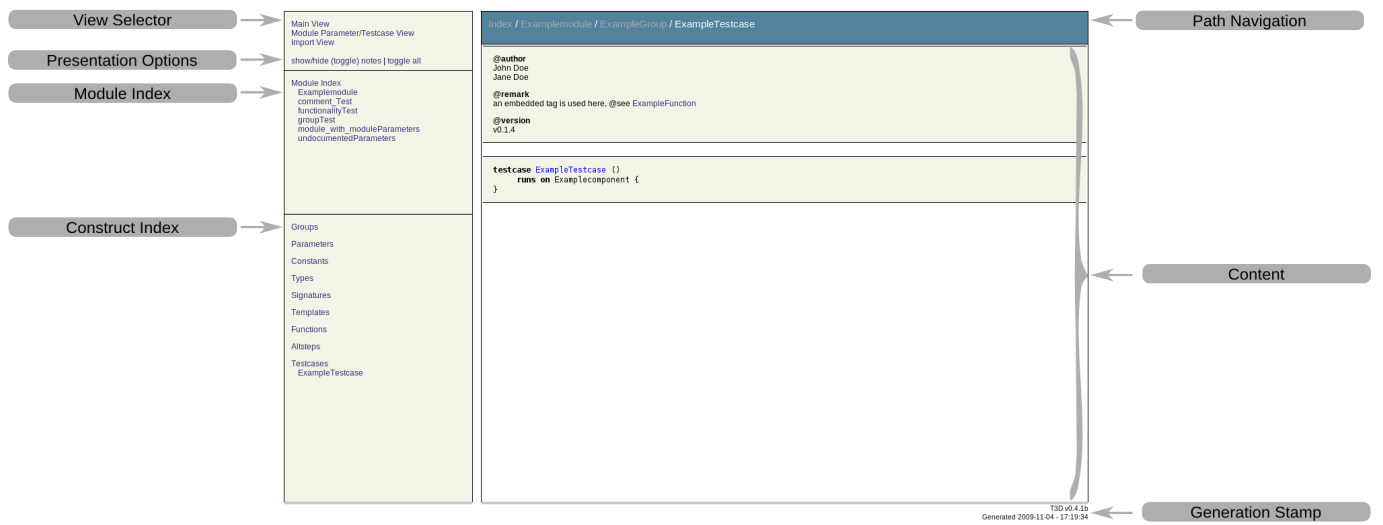 View Selector
Presentation Options
Module Index
Construct Index
Main View
Module Parameter/Testcase View
Import View
show/hide (toggle) notes | toggle all
Module Index
Examplemodule
comment_Test
functionalityTest
groupTest
module_with_moduleParameters
undocumentedParameters
Groups
Parameters
Constants
Types
Signatures
Templates
Functions
Altsteps
Testcases
ExampleTestcase
Index / Examplemodule / ExampleGroup / ExampleTestcase
@author
John Doe
Jane Doe
@remark
an embedded tag is used here, @see ExampleFunction
@version
v0.1.4
testcase ExampleTestcase ()
runs on Examplecomponent {
}
T3D v0.4.1b
Generated 2009-11-04 - 17:19:34
Path Navigation
Content
Generation Stamp